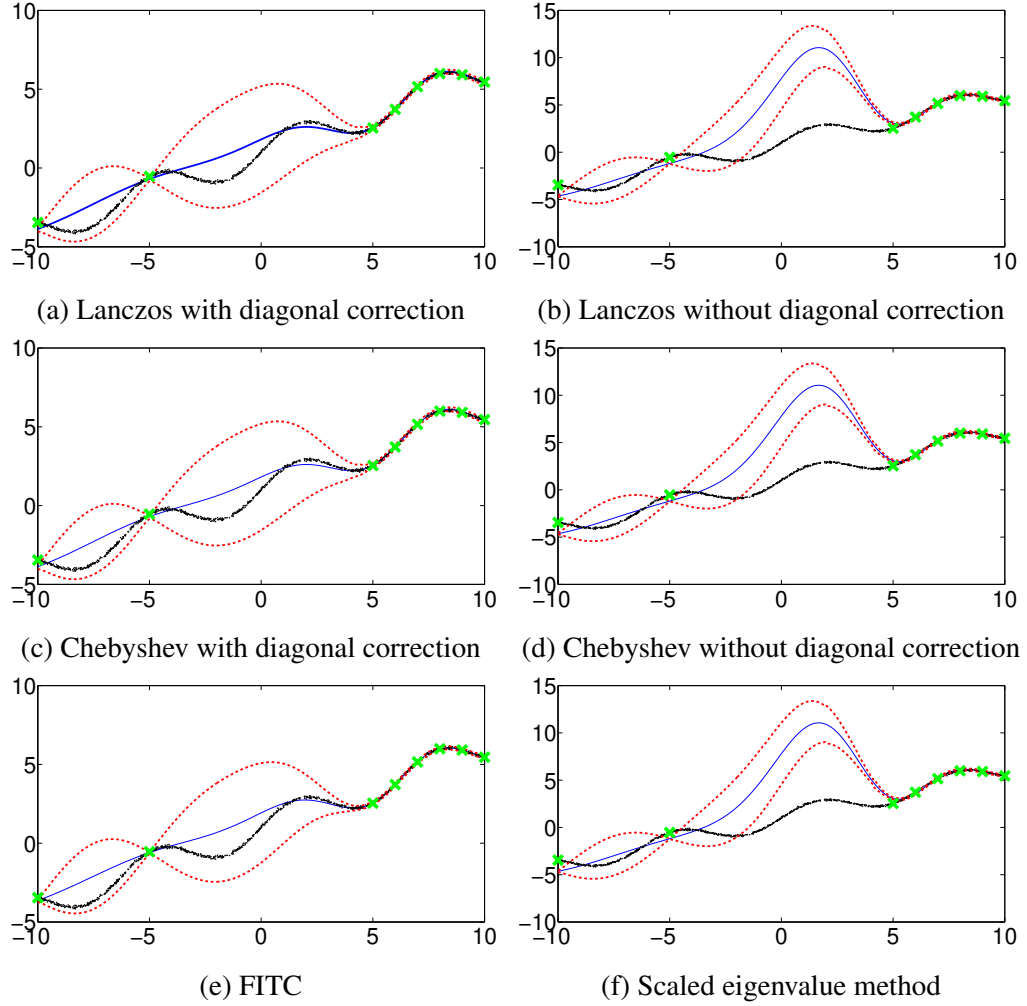 10
5
0
−5
−10 −5 0 5 10
(a) Lanczos with diagonal correction
15
10
5
0
−5
−10
−10 −5 0 5 10
(b) Lanczos without diagonal correction
10
5
0
−5
−10 −5 0 5 10
(c) Chebyshev with diagonal correction
15
10
5
0
−5
−10
−10 −5 0 5 10
(d) Chebyshev without diagonal correction
10
5
0
−5
−10 −5 0 5 10
(e) FITC
15
10
5
0
−5
−10
−10 −5 0 5 10
(f) Scaled eigenvalue method